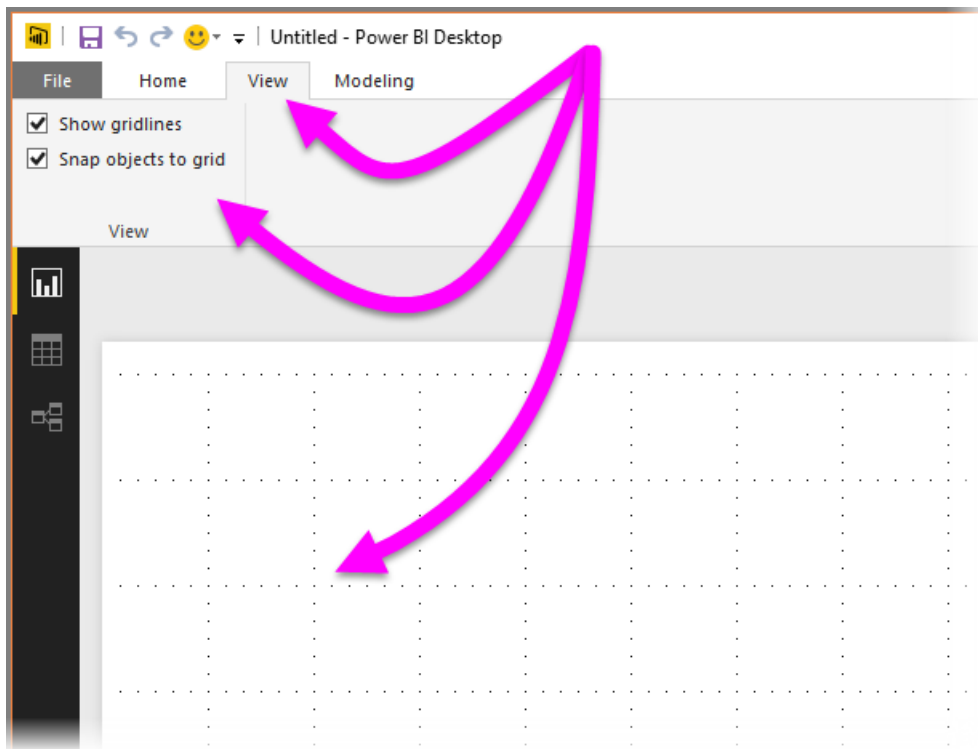 Untitled - Power BI Desktop
File Home View Modeling
Show gridlines
Snap objects to grid
View